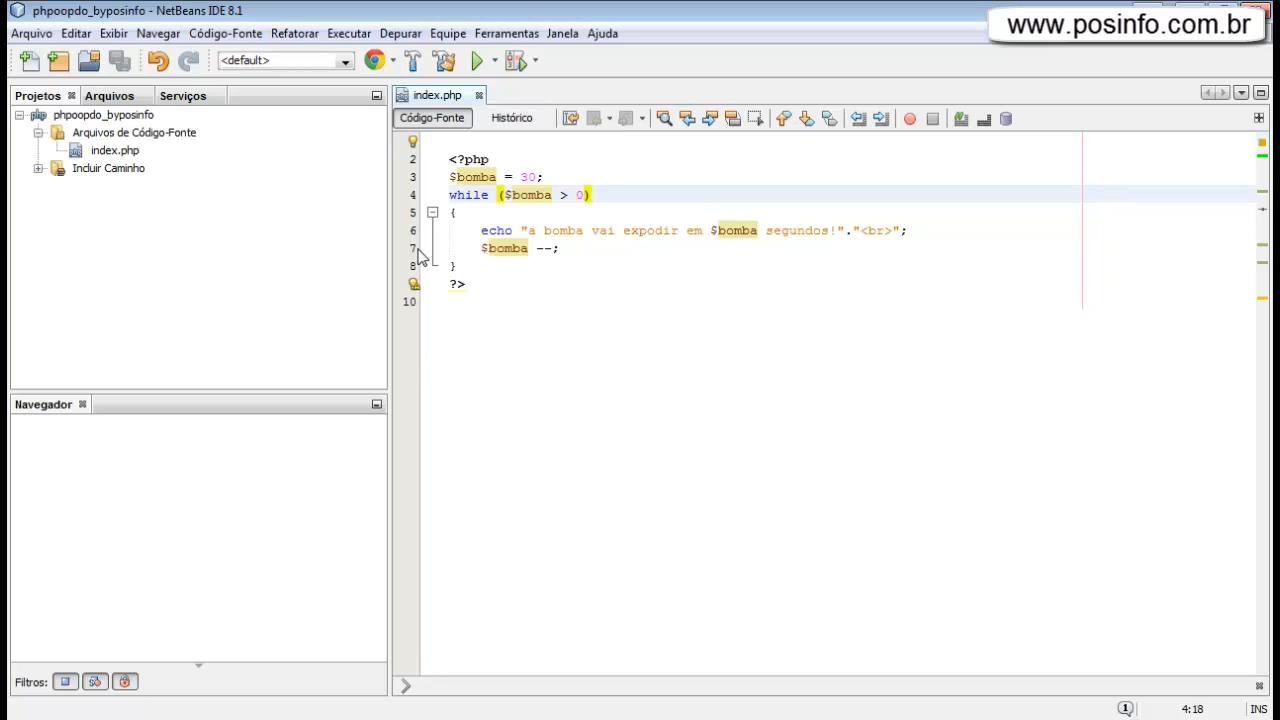 phpoopdo_byposinfo - NetBeans IDE 8.1
www.posinfo.com.br
Arquivo Editar Exibir Navegar Código-Fonte Refatorar Executar Depurar Equipe Ferramentas Janela Ajuda
<default>
Projetos Arquivos Serviços
index.php
phpoopdo_byposinfo
Arquivos de Código-Fonte
index.php
Incluir Caminho
Código-Fonte Histórico
2 <?php
3 $bomba = 30;
4 while ($bomba > 0)
5 {
6 echo "a bomba vai expodir em $bomba segundos!"."<br>";
7 $bomba --;
8 }
?>
10
Navegador
Filtros:
4:18 INS